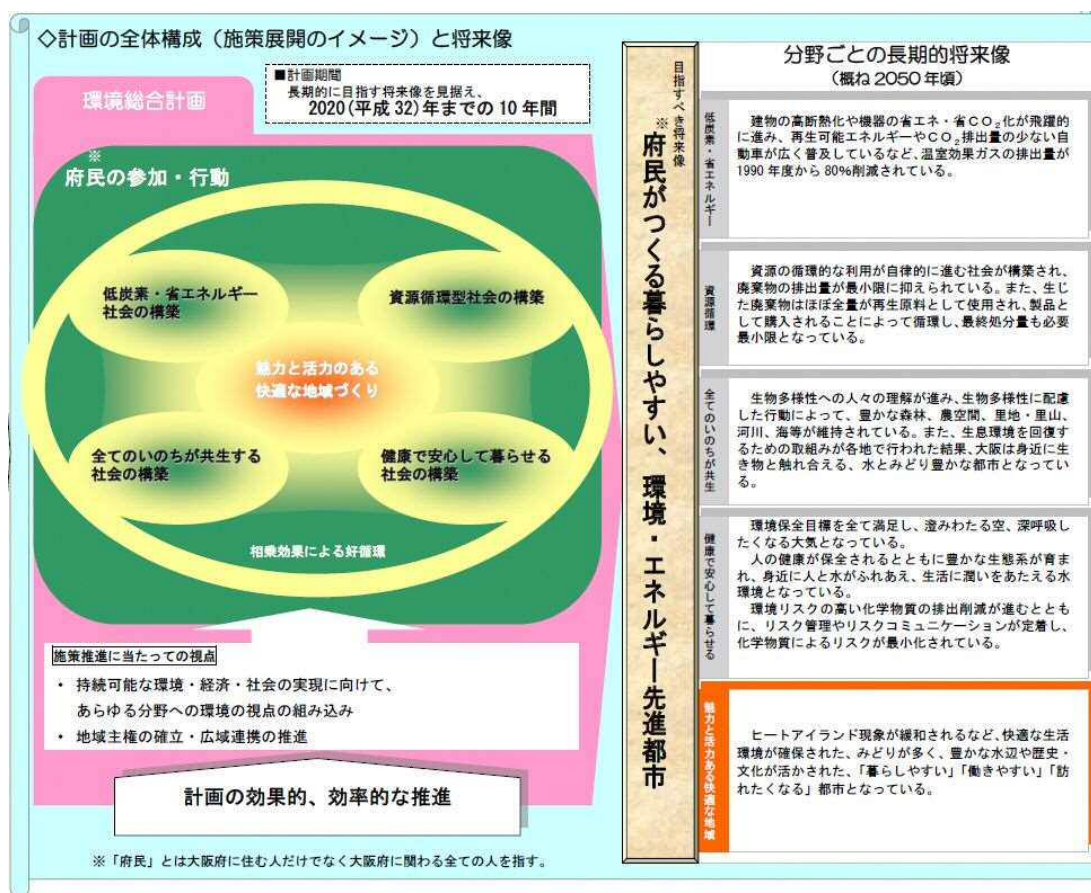 ◇計画の全体構成（施策展開のイメージ）と将来像
環境総合計画
■計画期間
長期的に目指す将来像を見据え、
2020(平成 32)年までの 10 年間
※
府民の参加・行動
低炭素・省エネルギー
社会の構築
資源循環型社会の構築
魅力と活力のある
快適な地域づくり
全てのいのちが共生する
社会の構築
健康で安心して暮らせる
社会の構築
相乗効果による好循環
施策推進に当たっての視点
・ 持続可能な環境・経済・社会の実現に向けて、
あらゆる分野への環境の視点の組み込み
・ 地域主権の確立・広域連携の推進
計画の効果的、効率的な推進
※「府民」とは大阪府に住む人だけでなく大阪府に関わる全ての人を指す。
目指すべき将来像
※府民がつくる暮らしやすい、環境・エネルギー先進都市
分野ごとの長期的将来像
（概ね 2050 年頃）
低炭素・省エネルギー
建物の高断熱化や機器の省エネ・省CO₂化が飛躍的
に進み、再生可能エネルギーやCO₂排出量の少ない自
動車が広く普及しているなど、温室効果ガスの排出量が
1990 年度から 80%削減されている。
資源循環
資源の循環的な利用が自律的に進む社会が構築され、
廃棄物の排出量が最小限に抑えられている。また、生じ
た廃棄物はほぼ全量が再生原料として使用され、製品と
して購入されることによって循環し、最終処分量も必要
最小限となっている。
全てのいのちが共生
生物多様性への人々の理解が進み、生物多様性に配慮
した行動によって、豊かな森林、農空間、里地・里山、
河川、海等が維持されている。また、生息環境を回復す
るための取組みが各地で行われた結果、大阪は身近に生
き物と触れ合える、水とみどり豊かな都市となってい
る。
健康で安心して暮らせる
環境保全目標を全て満足し、澄みわたる空、深呼吸し
たくなる大気となっている。
人の健康が保全されるとともに豊かな生態系が育ま
れ、身近に人と水がふれあえ、生活に潤いをあたえる水
環境となっている。
環境リスクの高い化学物質の排出削減が進むととも
に、リスク管理やリスクコミュニケーションが定着し、
化学物質によるリスクが最小化されている。
魅力と活力ある快適な地域
ヒートアイランド現象が緩和されるなど、快適な生活
環境が確保された、みどりが多く、豊かな水辺や歴史・
文化が活かされた、「暮らしやすい」「働きやすい」「訪
れたくなる」都市となっている。